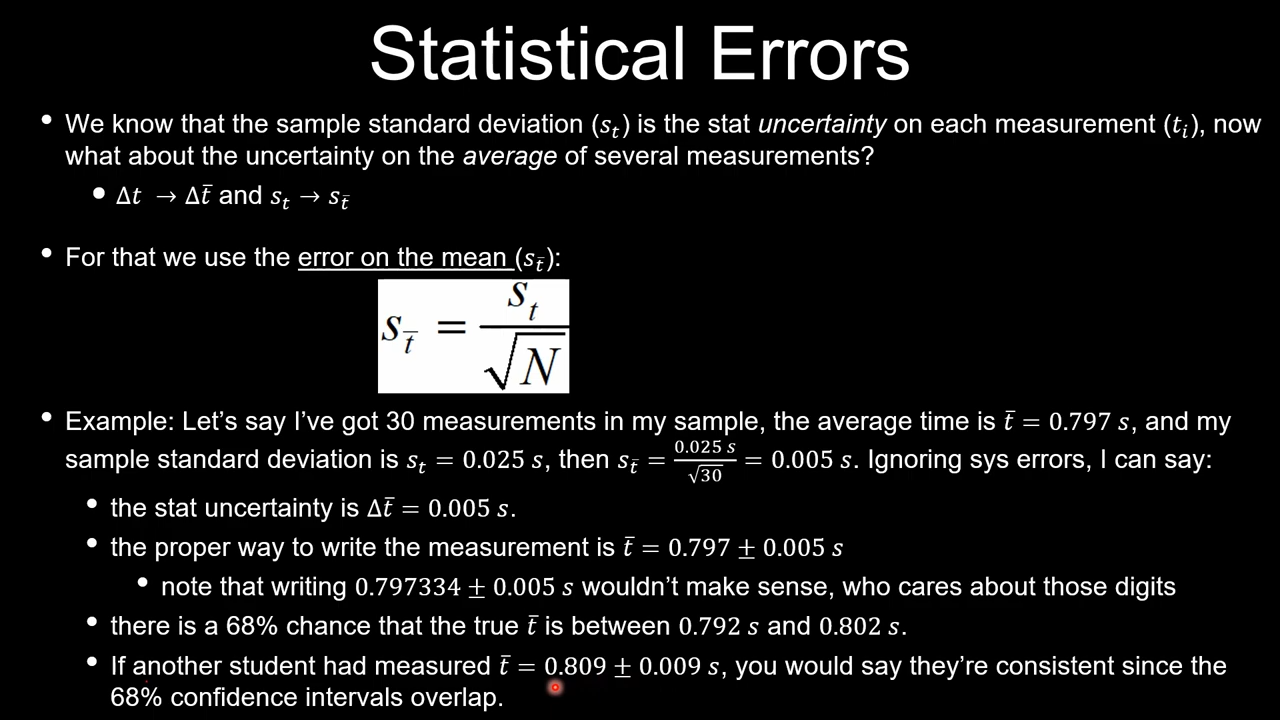 Statistical Errors
• We know that the sample standard deviation (𝑠ₜ) is the stat uncertainty on each measurement (𝑡ᵢ), now
what about the uncertainty on the average of several measurements?
• Δ𝑡 → Δ𝑡̄ and 𝑠ₜ → 𝑠_𝑡̄
• For that we use the error on the mean (𝑠_𝑡̄):
𝑠_𝑡̄ = 𝑠ₜ / √𝑁
• Example: Let’s say I’ve got 30 measurements in my sample, the average time is 𝑡̄ = 0.797 𝑠, and my
sample standard deviation is 𝑠ₜ = 0.025 𝑠, then 𝑠_𝑡̄ = 0.025 𝑠 / √30 = 0.005 𝑠. Ignoring sys errors, I can say:
• the stat uncertainty is Δ𝑡̄ = 0.005 𝑠.
• the proper way to write the measurement is 𝑡̄ = 0.797 ± 0.005 𝑠
• note that writing 0.797334 ± 0.005 𝑠 wouldn’t make sense, who cares about those digits
• there is a 68% chance that the true 𝑡̄ is between 0.792 𝑠 and 0.802 𝑠.
• If another student had measured 𝑡̄ = 0.809 ± 0.009 𝑠, you would say they’re consistent since the
68% confidence intervals overlap.